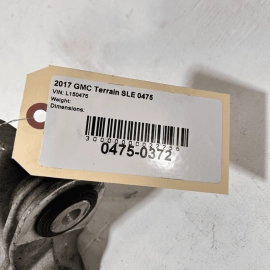 2017 GMC Terrain SLE 0475
VIN: L150475
Weight:
Dimensions:
0475-0372